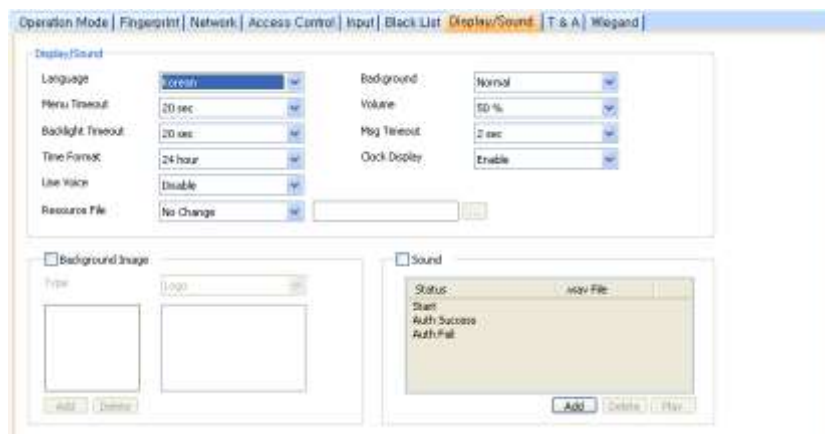 Operation Mode | Fingerprint | Network | Access Control | Input | Black List | Display/Sound | T & A | Wiegand
Display/Sound
Language Korean Background Normal
Menu Timeout 20 sec Volume 50 %
Backlight Timeout 20 sec Msg Timeout 2 sec
Time Format 24 hour Clock Display Enable
Use Voice Disable
Resource File No Change ...
Background Image
Type Logo
Add Delete
Sound
Status .wav File
Start
Auth Success
Auth Fail
Add Delete Play